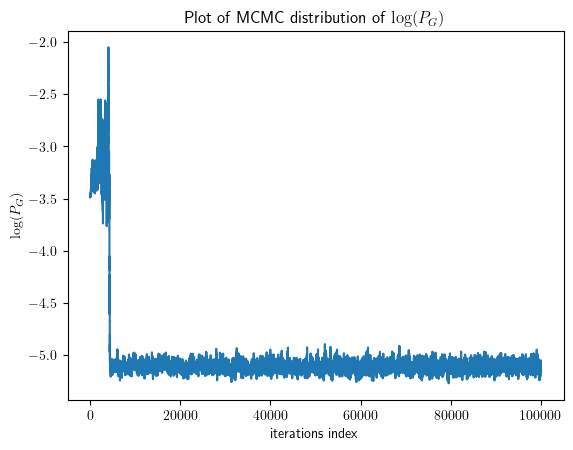 Plot of MCMC distribution of log(P_G)
−2.0
−2.5
−3.0
−3.5
−4.0
−4.5
−5.0
log(P_G)
0 20000 40000 60000 80000 100000
iterations index